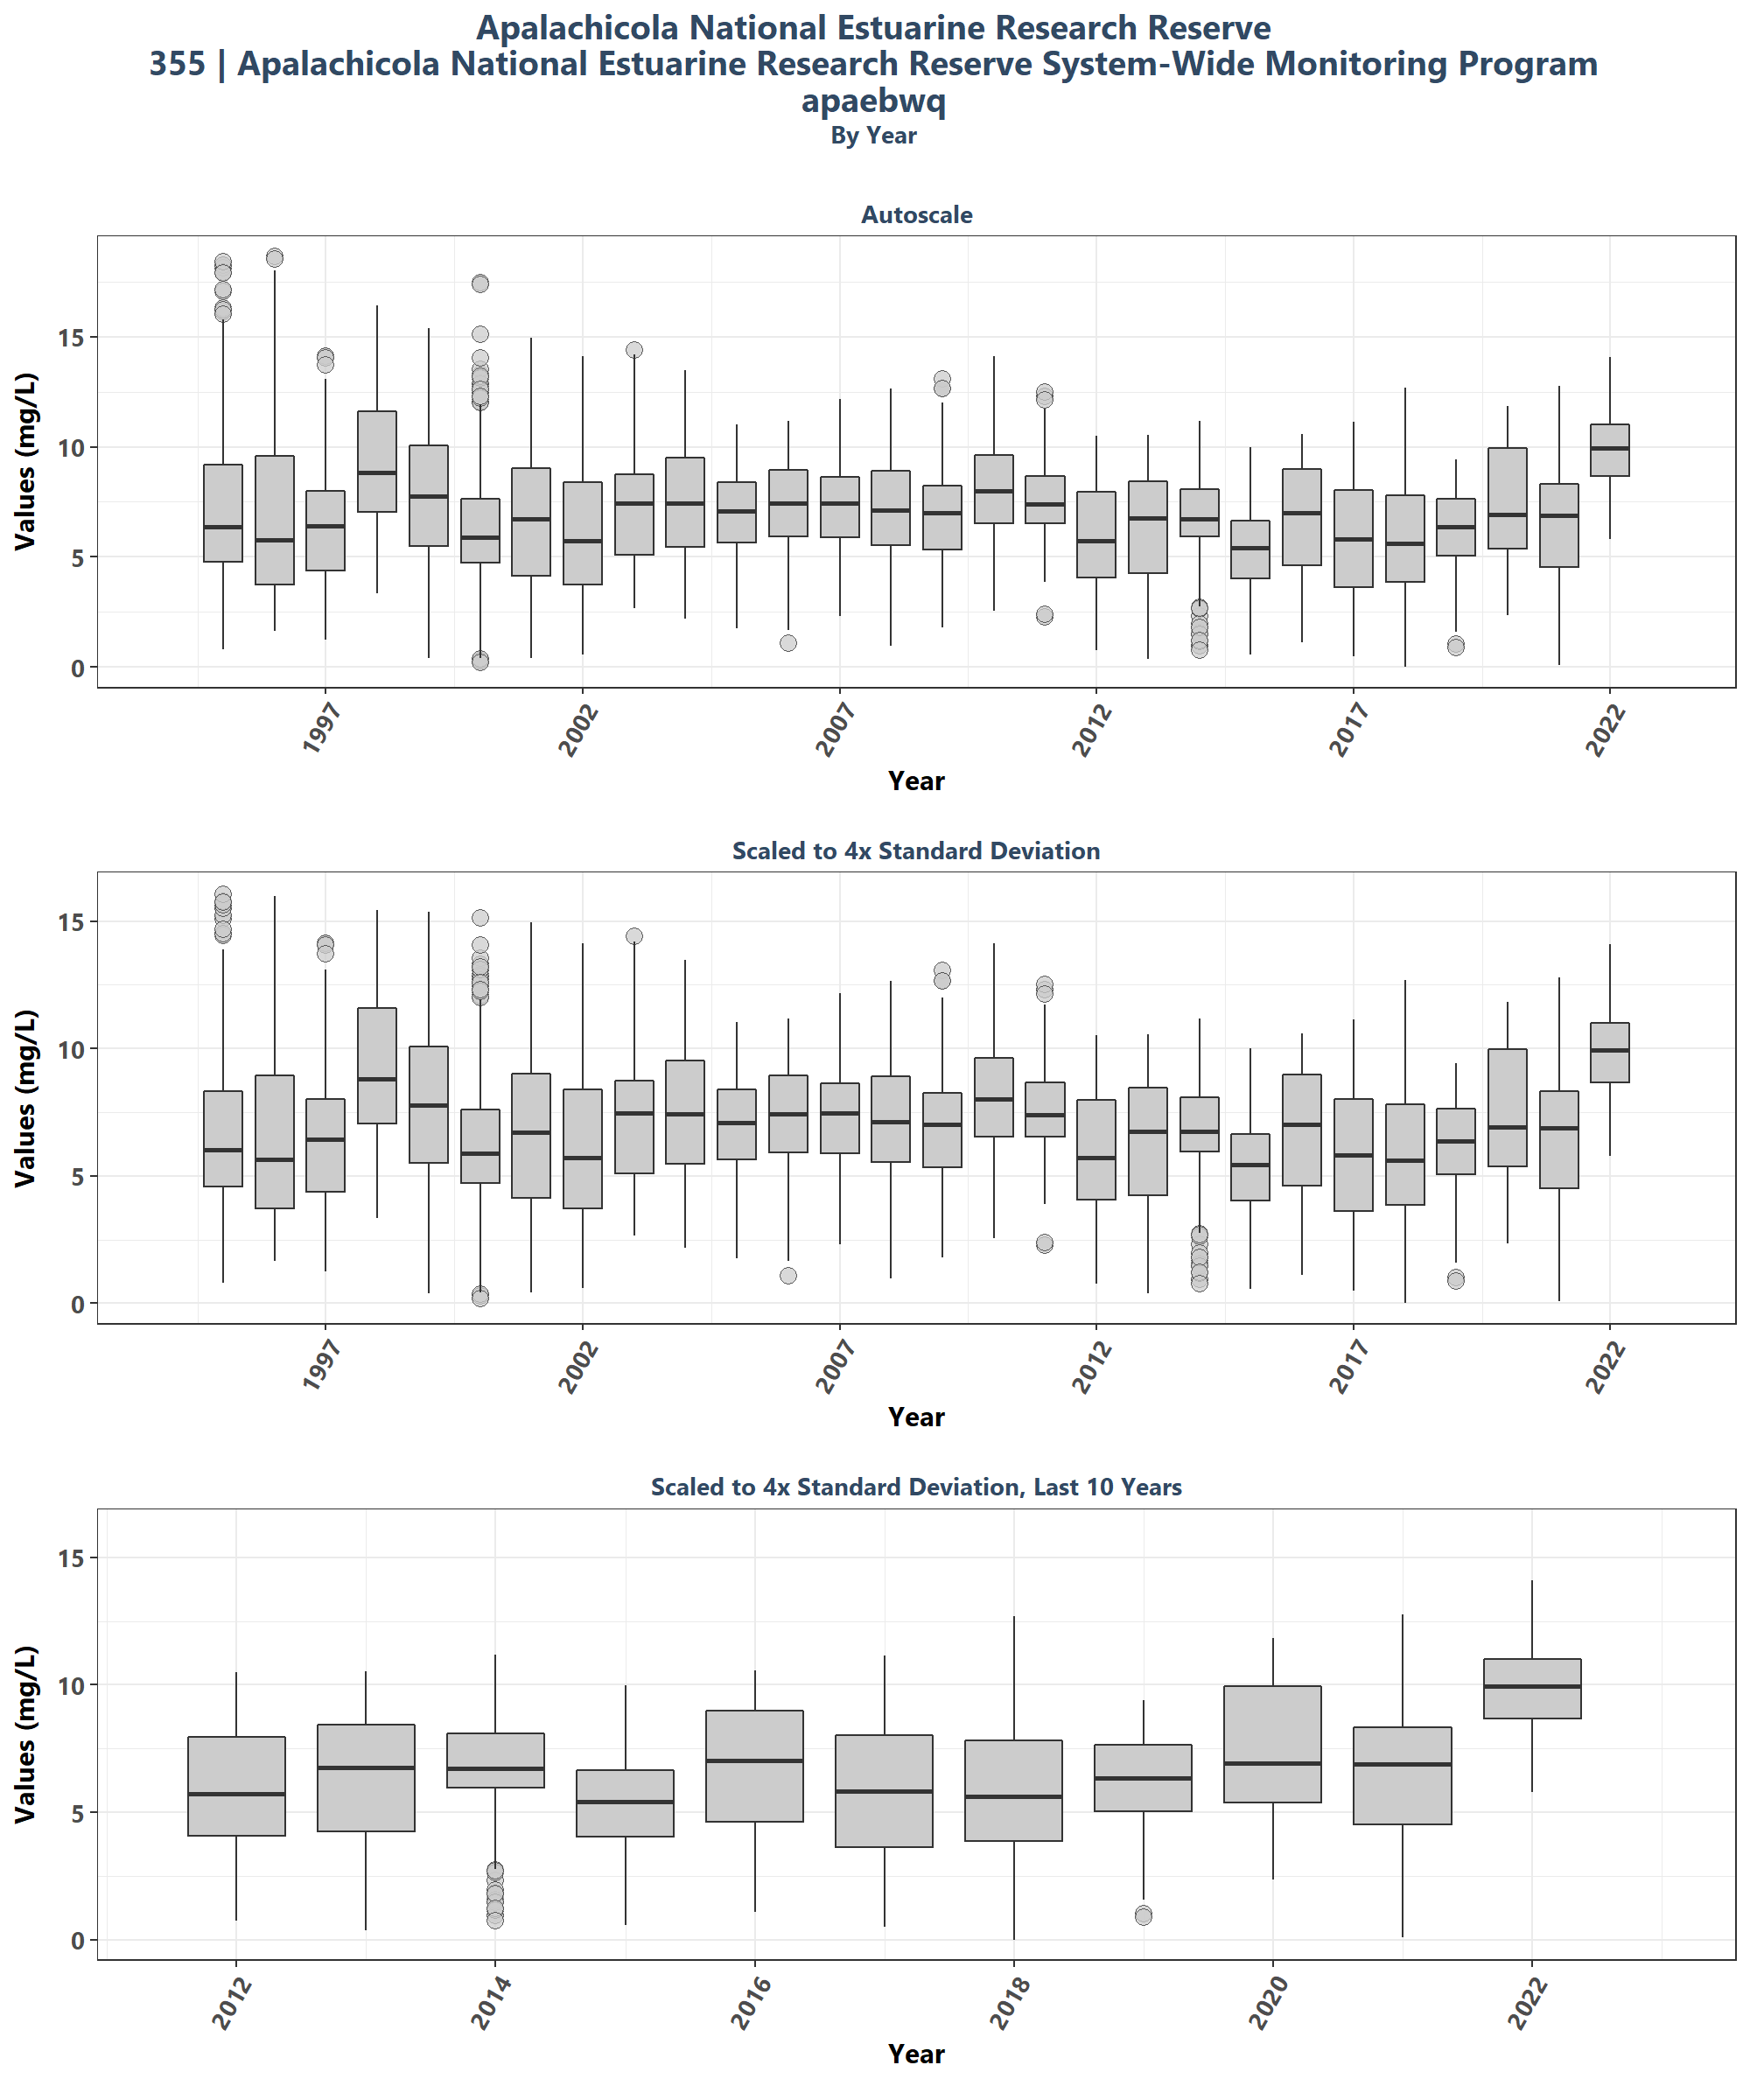 Apalachicola National Estuarine Research Reserve
355 | Apalachicola National Estuarine Research Reserve System-Wide Monitoring Program
apaebwq
By Year
Autoscale
Values (mg/L)
15
10
5
0
1997
2002
2007
2012
2017
2022
Year
Scaled to 4x Standard Deviation
Values (mg/L)
15
10
5
0
1997
2002
2007
2012
2017
2022
Year
Scaled to 4x Standard Deviation, Last 10 Years
Values (mg/L)
15
10
5
0
2012
2014
2016
2018
2020
2022
Year